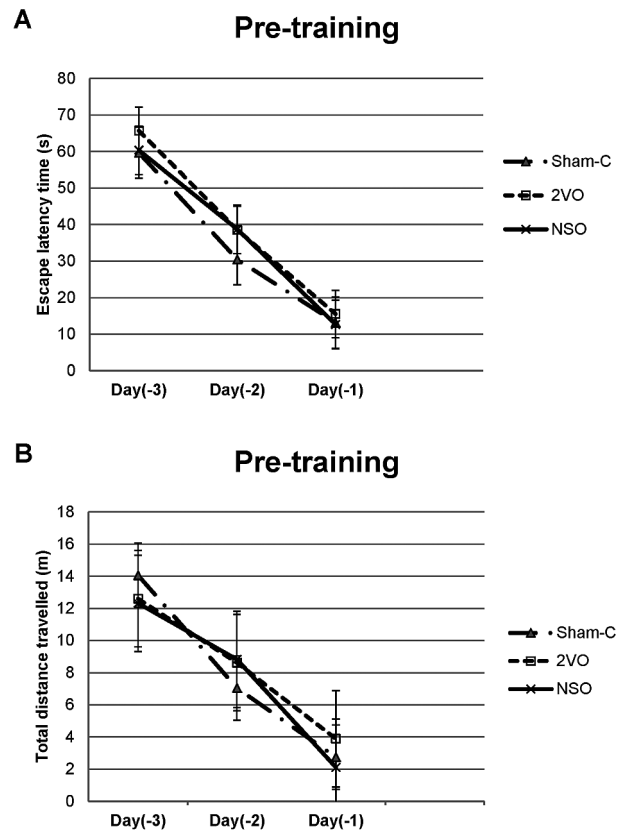 A
Pre-training
80
70
60
50
40
30
20
10
0
Escape latency time (s)
Day(-3) Day(-2) Day(-1)
Sham-C
2VO
NSO
B
Pre-training
18
16
14
12
10
8
6
4
2
0
Total distance travelled (m)
Day(-3) Day(-2) Day(-1)
Sham-C
2VO
NSO